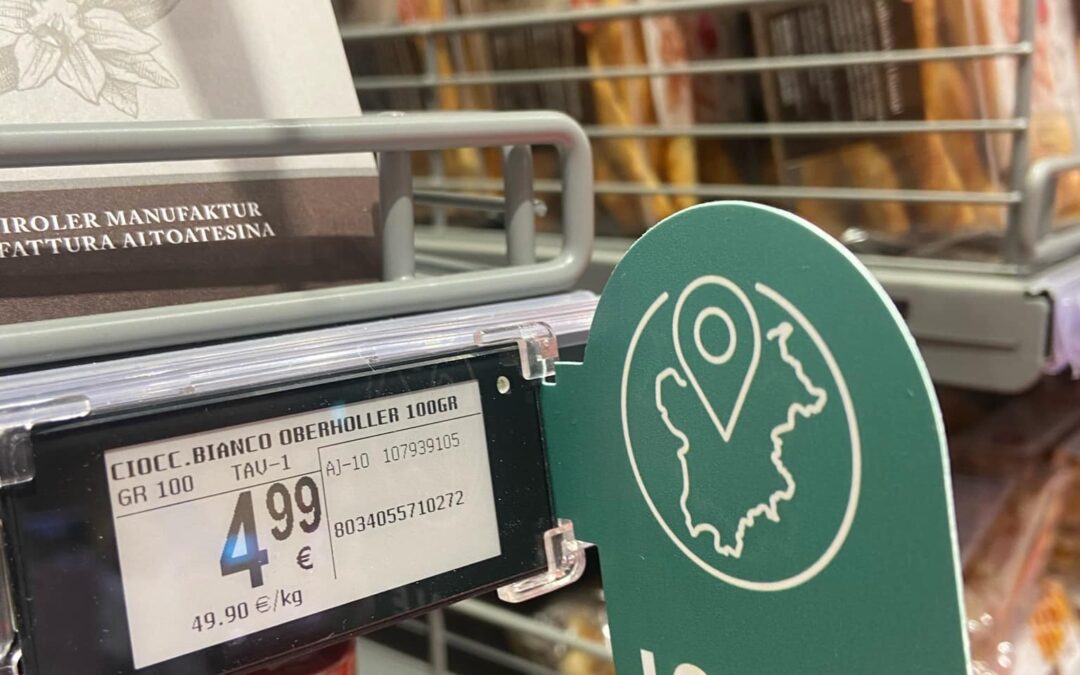 IROLER MANUFAKTUR
FATTURA ALTOATESINA
CIOCC.BIANCO OBERHOLLER 100GR
GR 100 TAV-1
AJ-10 107939105
4 99
€
8034055710272
49.90 €/kg